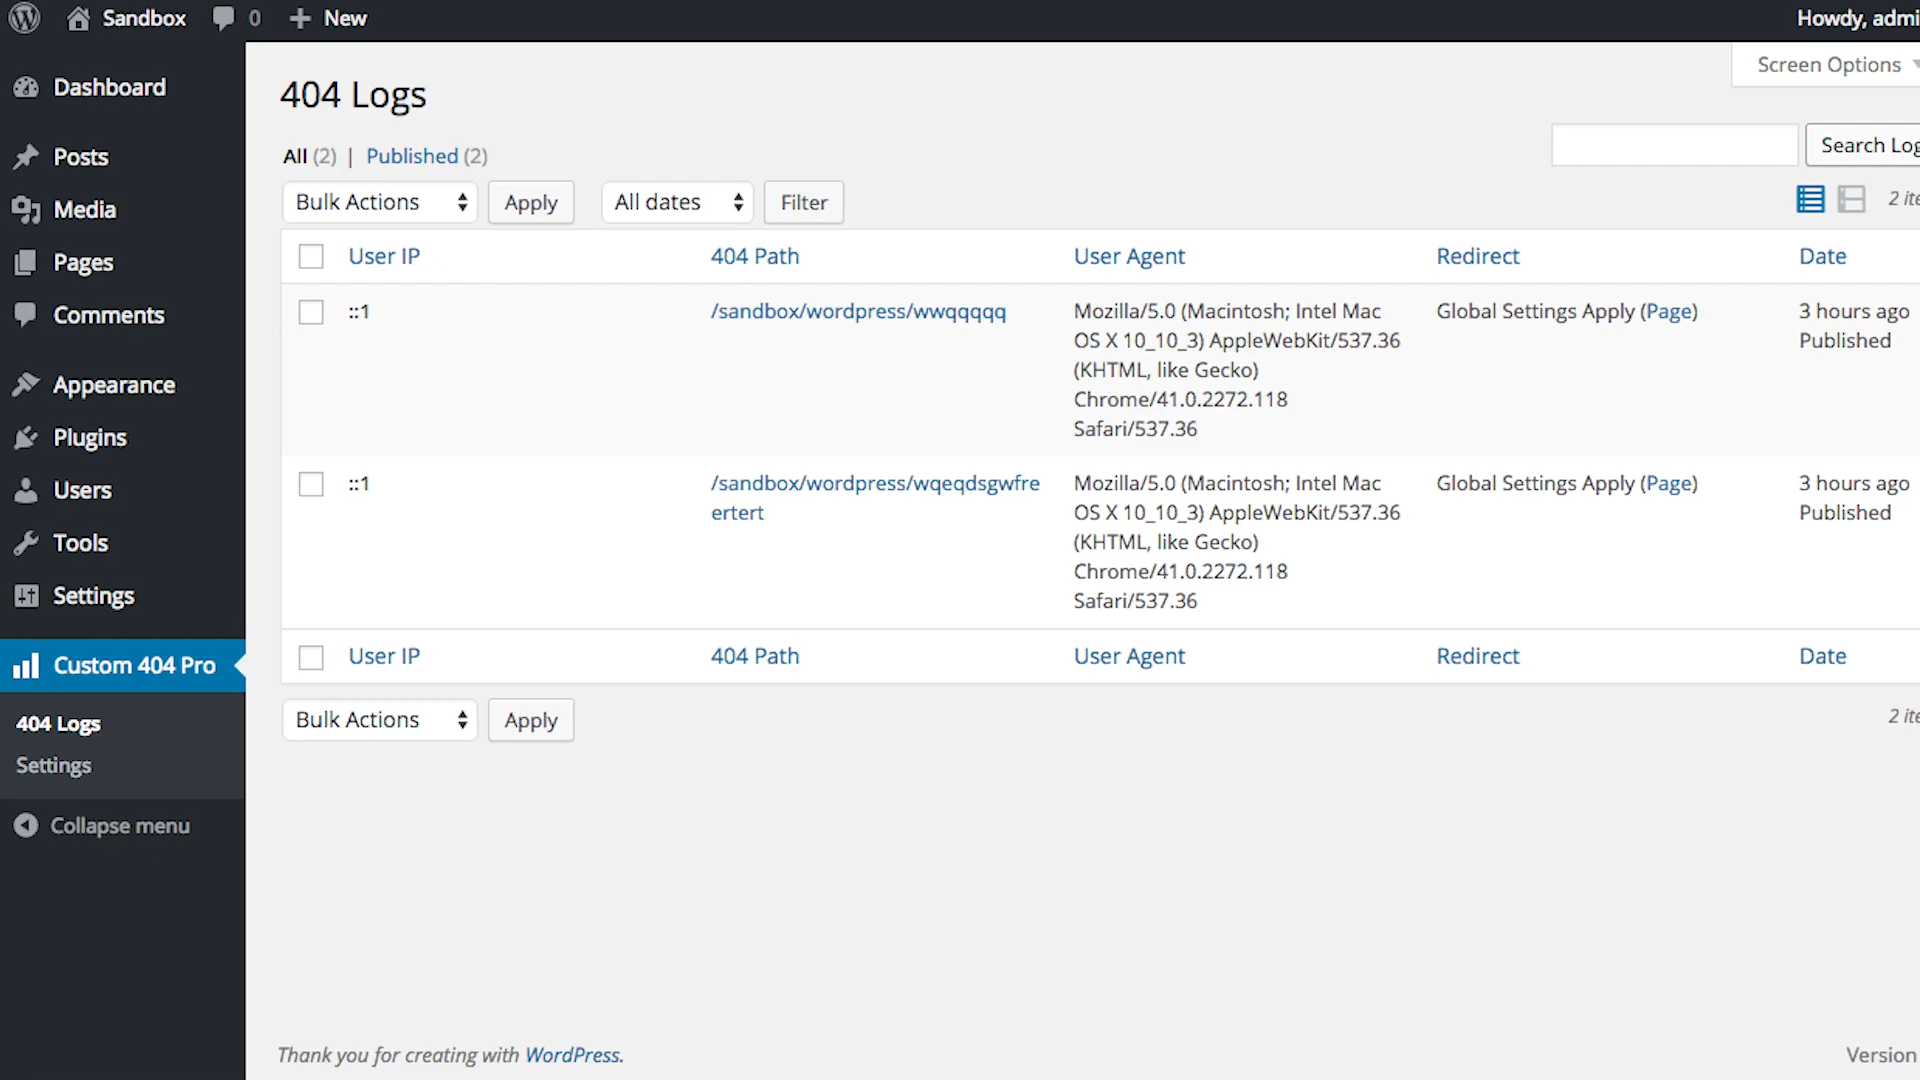 Sandbox 0 New Howdy, admi
Screen Options
Dashboard
Posts
Media
Pages
Comments
Appearance
Plugins
Users
Tools
Settings
Custom 404 Pro
404 Logs
Settings
Collapse menu
404 Logs
All (2) | Published (2)
Search Log
Bulk Actions Apply All dates Filter 2 ite
User IP 404 Path User Agent Redirect Date
::1 /sandbox/wordpress/wwqqqqq Mozilla/5.0 (Macintosh; Intel Mac Global Settings Apply (Page) 3 hours ago
OS X 10_10_3) AppleWebKit/537.36 Published
(KHTML, like Gecko)
Chrome/41.0.2272.118
Safari/537.36
::1 /sandbox/wordpress/wqeqdsgwfre Mozilla/5.0 (Macintosh; Intel Mac Global Settings Apply (Page) 3 hours ago
ertert OS X 10_10_3) AppleWebKit/537.36 Published
(KHTML, like Gecko)
Chrome/41.0.2272.118
Safari/537.36
User IP 404 Path User Agent Redirect Date
Bulk Actions Apply 2 ite
Thank you for creating with WordPress. Version